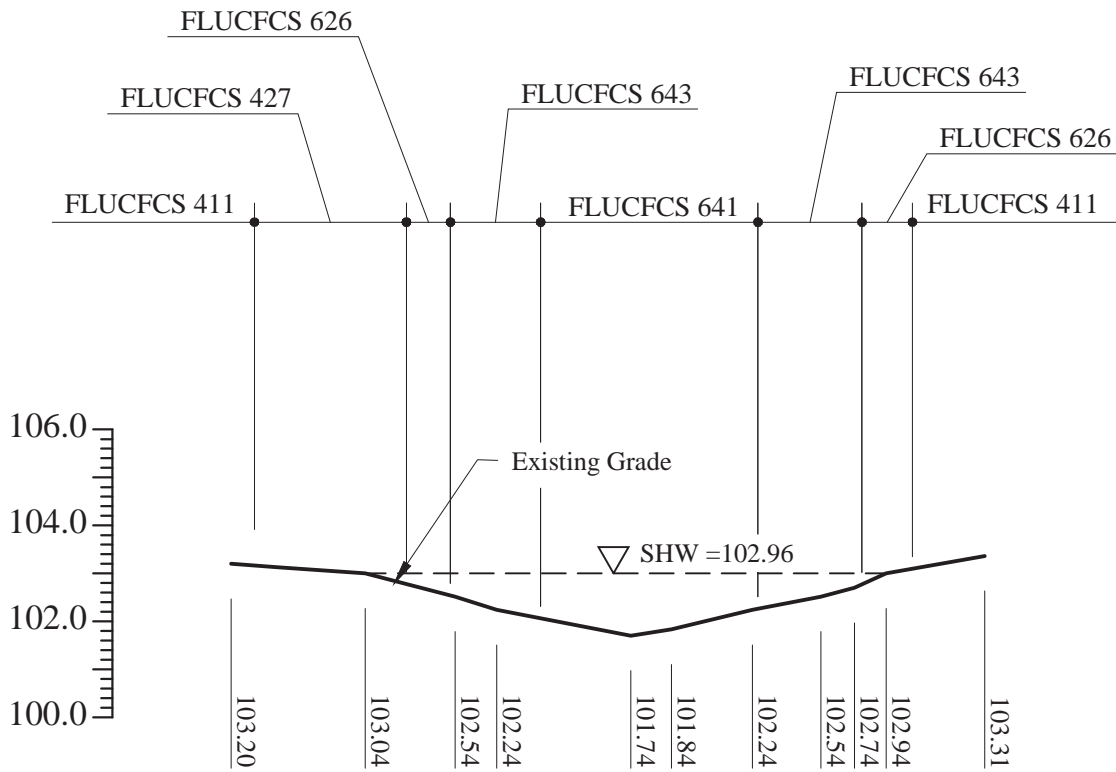 FLUCFCS 626
FLUCFCS 427
FLUCFCS 643
FLUCFCS 643
FLUCFCS 626
FLUCFCS 411
FLUCFCS 641
FLUCFCS 411
106.0
104.0
102.0
100.0
Existing Grade
SHW =102.96
103.20
103.04
102.54
102.24
101.74
101.84
102.24
102.54
102.74
102.94
103.31